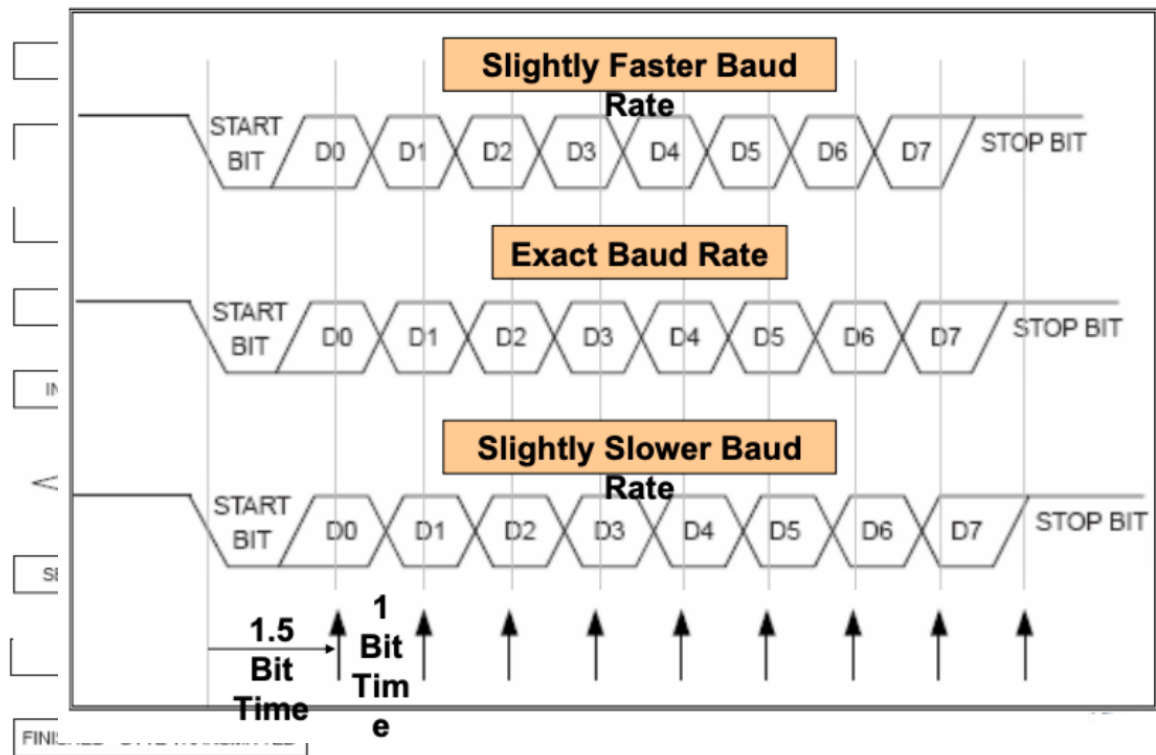 Slightly Faster Baud
Rate
START
BIT
D0 D1 D2 D3 D4 D5 D6 D7
STOP BIT
Exact Baud Rate
START
BIT
D0 D1 D2 D3 D4 D5 D6 D7
STOP BIT
Slightly Slower Baud
Rate
START
BIT
D0 D1 D2 D3 D4 D5 D6 D7
STOP BIT
1.5
Bit
Time
1
Bit
Tim
e
IN
SE